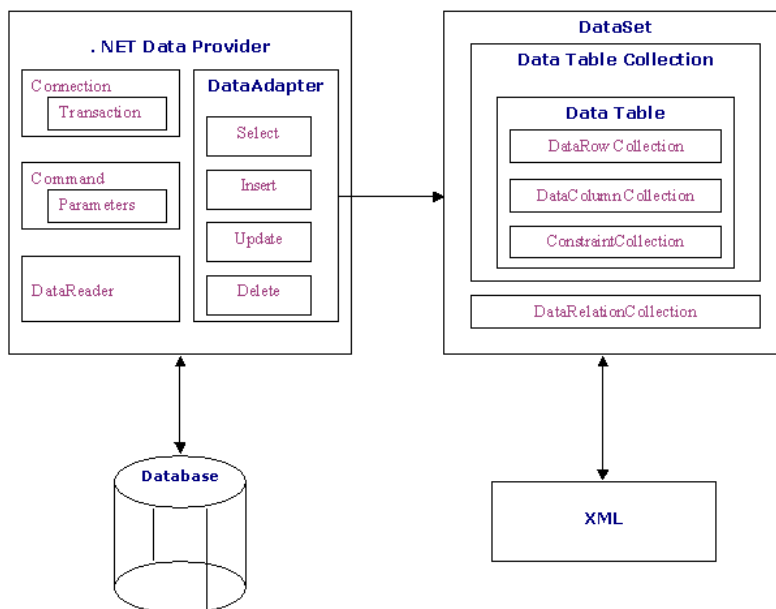 . NET Data Provider
Connection
Transaction
Command
Parameters
DataReader
DataAdapter
Select
Insert
Update
Delete
DataSet
Data Table Collection
Data Table
DataRowCollection
DataColumnCollection
ConstraintCollection
DataRelationCollection
Database
XML